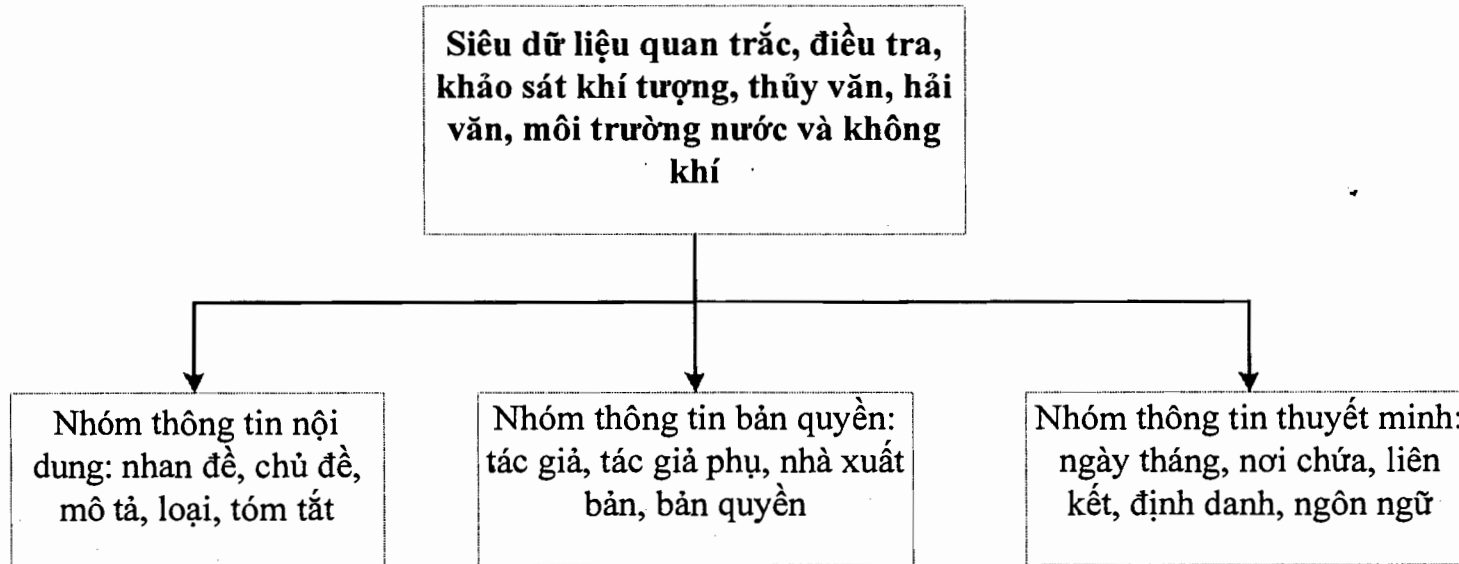 Siêu dữ liệu quan trắc, điều tra,
khảo sát khí tượng, thủy văn, hải
văn, môi trường nước và không
khí
Nhóm thông tin nội
dung: nhan đề, chủ đề,
mô tả, loại, tóm tắt
Nhóm thông tin bản quyền:
tác giả, tác giả phụ, nhà xuất
bản, bản quyền
Nhóm thông tin thuyết minh:
ngày tháng, nơi chứa, liên
kết, định danh, ngôn ngữ